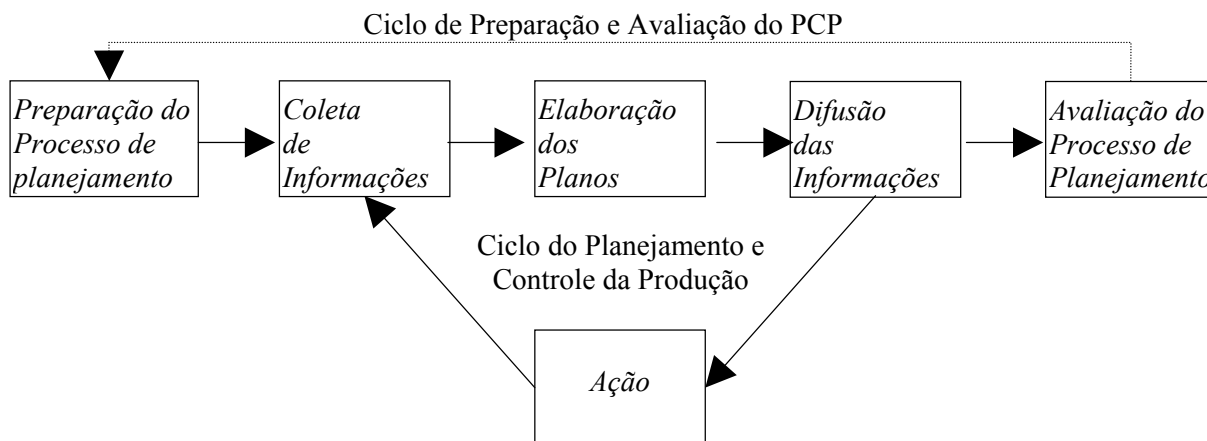 Ciclo de Preparação e Avaliação do PCP
Preparação do
Processo de
planejamento
Coleta
de
Informações
Elaboração
dos
Planos
Difusão
das
Informações
Avaliação do
Processo de
Planejamento
Ciclo do Planejamento e
Controle da Produção
Ação